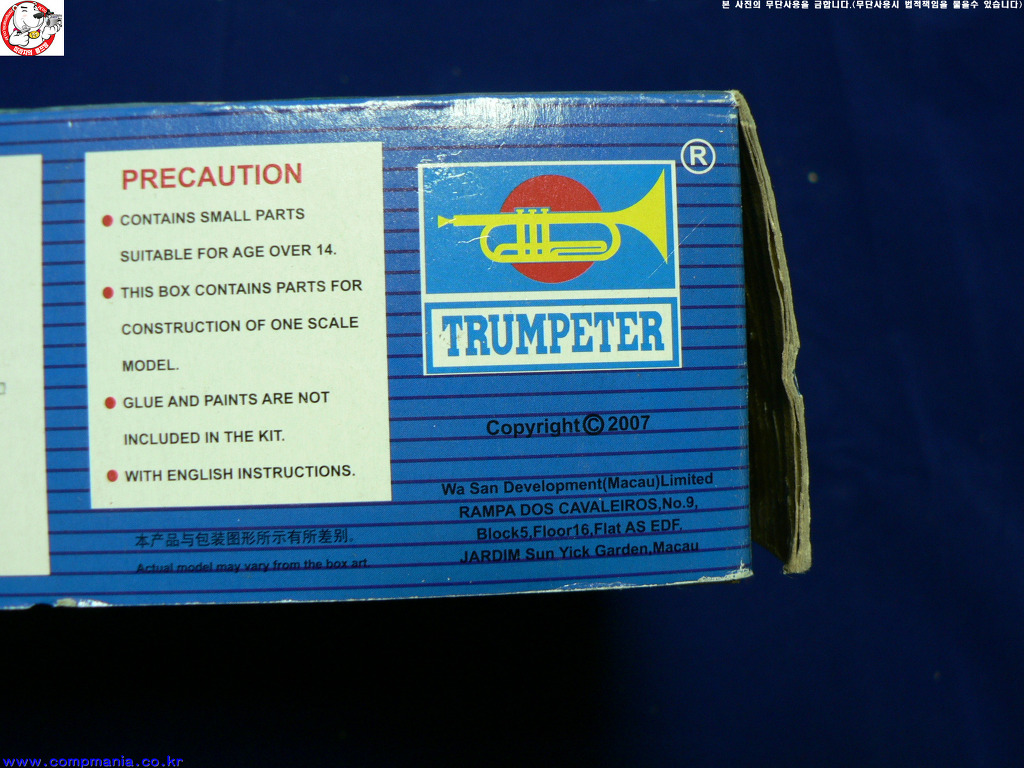 본 사진의 무단사용을 금합니다.(무단사용시 법적책임을 물을수 있습니다)
PRECAUTION
CONTAINS SMALL PARTS
SUITABLE FOR AGE OVER 14.
THIS BOX CONTAINS PARTS FOR
CONSTRUCTION OF ONE SCALE
MODEL.
GLUE AND PAINTS ARE NOT
INCLUDED IN THE KIT.
WITH ENGLISH INSTRUCTIONS.
本产品与包装图形所示有所差别。
Actual model may vary from the box art
®
TRUMPETER
Copyright © 2007
Wa San Development(Macau)Limited
RAMPA DOS CAVALEIROS,No.9,
Block5,Floor16,Flat AS EDF.
JARDIM Sun Yick Garden,Macau
www.compmania.co.kr